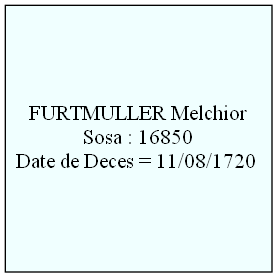 FURTMULLER Melchior
Sosa : 16850
Date de Deces = 11/08/1720